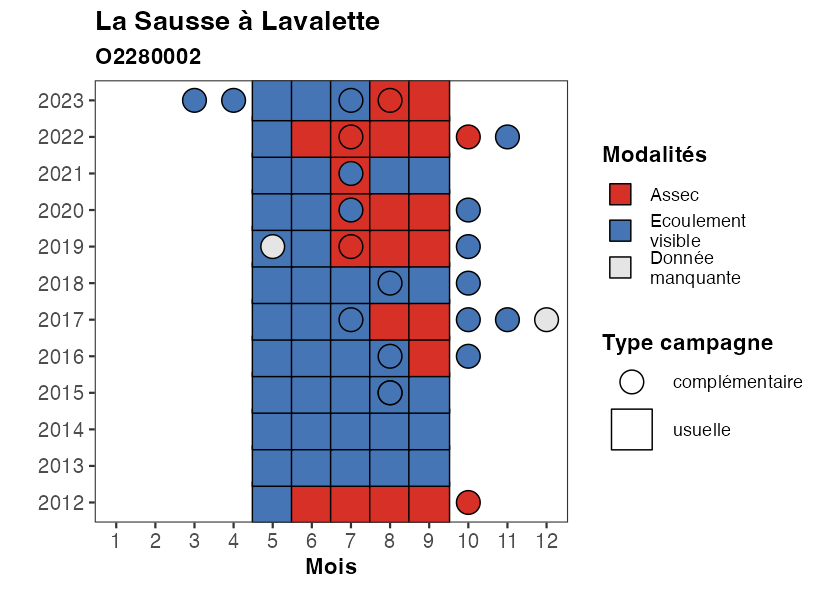 La Sausse à Lavalette
O2280002
2023
2022
2021
2020
2019
2018
2017
2016
2015
2014
2013
2012
1 2 3 4 5 6 7 8 9 10 11 12
Mois
Modalités
Assec
Ecoulement
visible
Donnée
manquante
Type campagne
complémentaire
usuelle